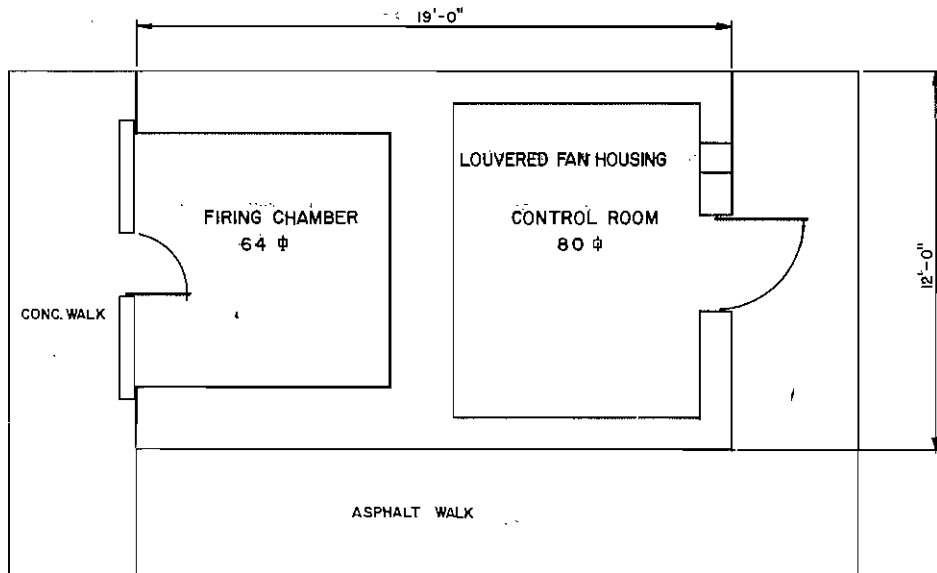 19'-0"
LOUVERED FAN HOUSING
FIRING CHAMBER
64 ⏀
CONTROL ROOM
80 ⏀
12'-0"
CONC. WALK
ASPHALT WALK